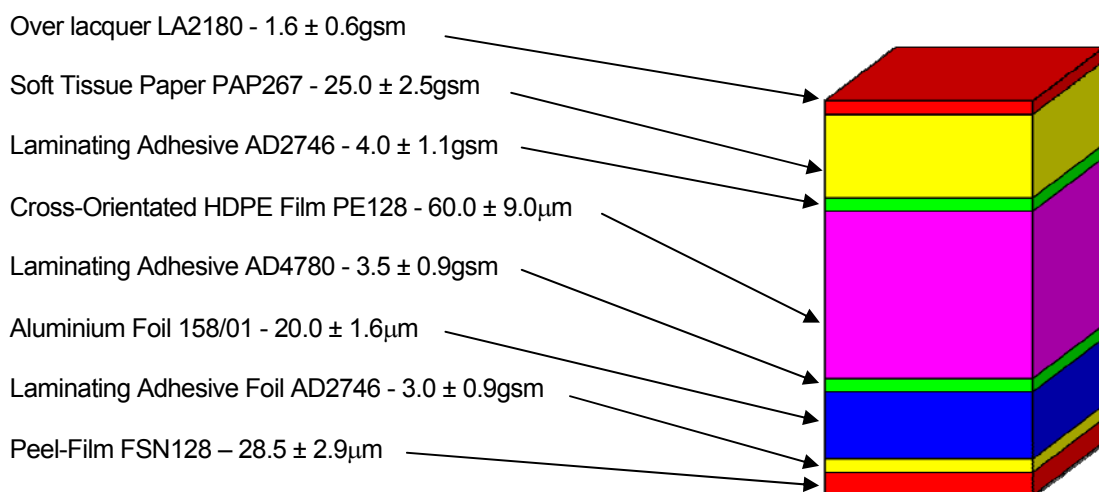 Over lacquer LA2180 - 1.6 ± 0.6gsm
Soft Tissue Paper PAP267 - 25.0 ± 2.5gsm
Laminating Adhesive AD2746 - 4.0 ± 1.1gsm
Cross-Orientated HDPE Film PE128 - 60.0 ± 9.0μm
Laminating Adhesive AD4780 - 3.5 ± 0.9gsm
Aluminium Foil 158/01 - 20.0 ± 1.6μm
Laminating Adhesive Foil AD2746 - 3.0 ± 0.9gsm
Peel-Film FSN128 – 28.5 ± 2.9μm